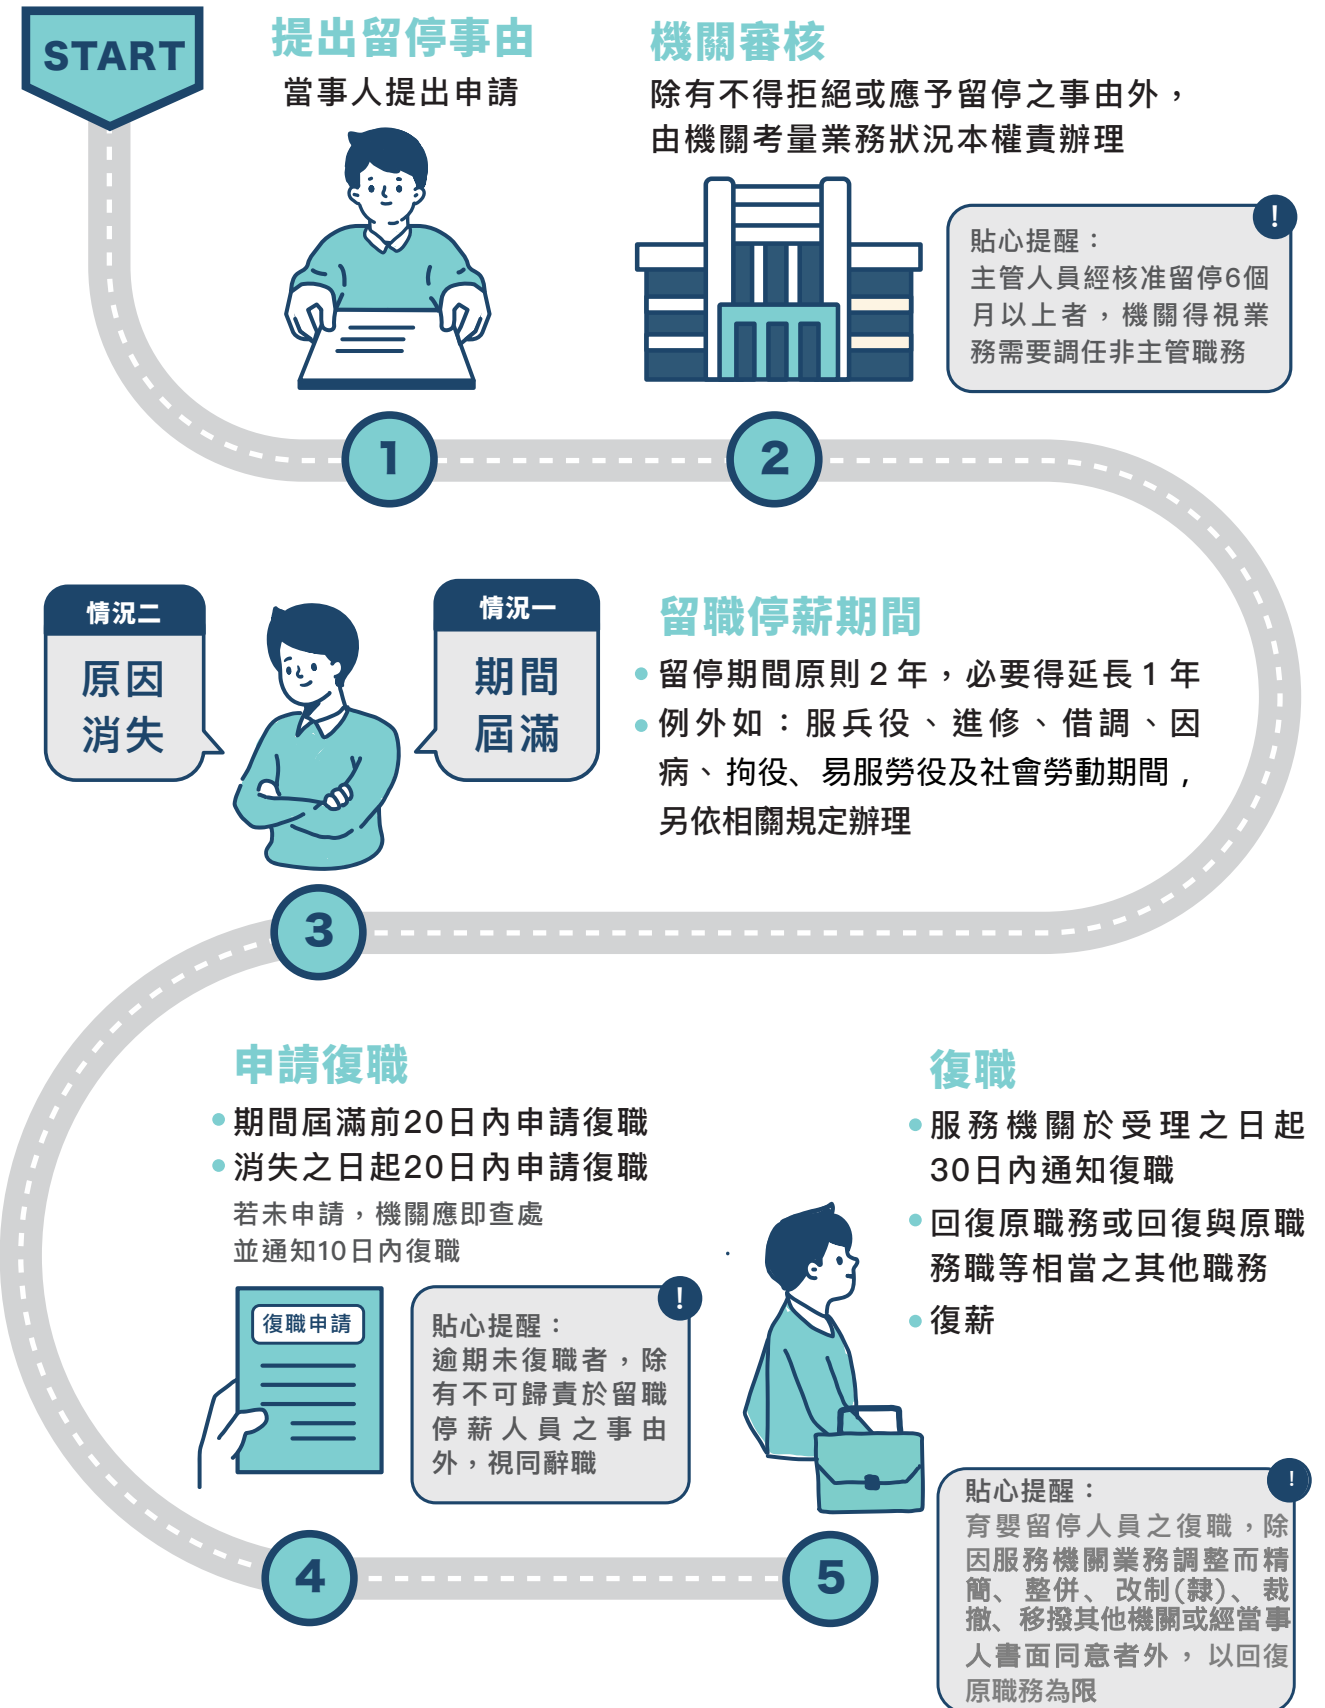 START
提出留停事由
當事人提出申請
機關審核
除有不得拒絕或應予留停之事由外，
由機關考量業務狀況本權責辦理
!
貼心提醒：
主管人員經核准留停6個
月以上者，機關得視業
務需要調任非主管職務
1
2
情況二
原因
消失
情況一
期間
屆滿
留職停薪期間
留停期間原則2年，必要得延長1年
例外如：服兵役、進修、借調、因
病、拘役、易服勞役及社會勞動期間,
另依相關規定辦理
3
申請復職
期間屆滿前20日內申請復職
消失之日起20日內申請復職
若未申請，機關應即查處
並通知10日內復職
復職申請
!
貼心提醒：
逾期未復職者，除
有不可歸責於留職
停薪人員之事由
外，視同辭職
復職
服務機關於受理之日起
30日內通知復職
回復原職務或回復與原職
務職等相當之其他職務
復薪
!
貼心提醒：
育嬰留停人員之復職，除
因服務機關業務調整而精
簡、整併、改制(隸)、裁
撤、移撥其他機關或經當事
人書面同意者外，以回復
原職務為限
4
5